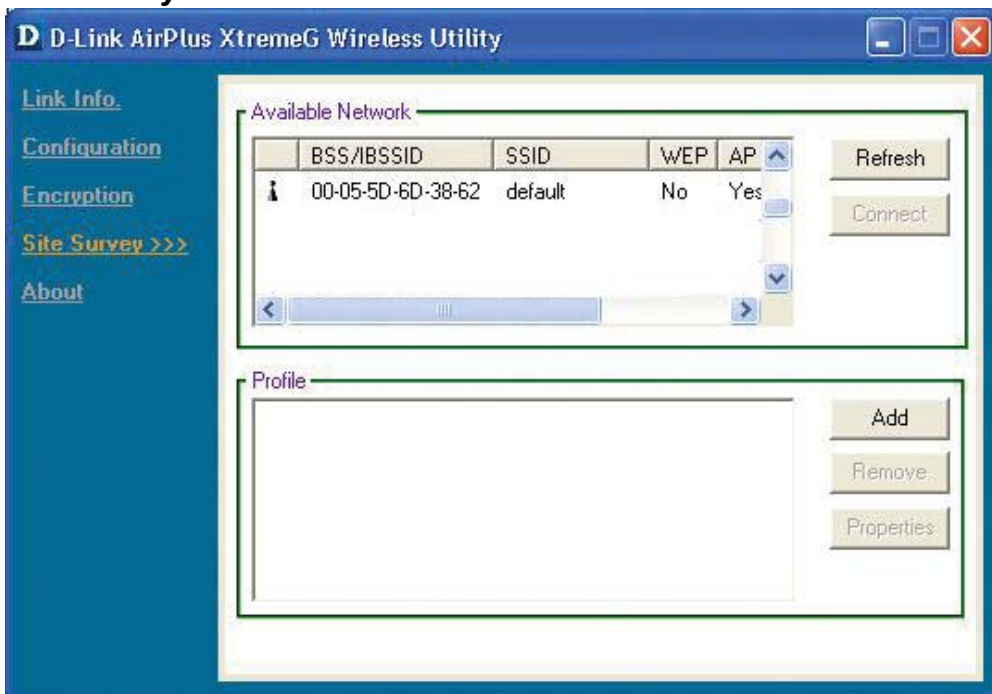 D D-Link AirPlus XtremeG Wireless Utility
Link Info.
Configuration
Encryption
Site Survey >>>
About
Available Network
BSS/IBSSID SSID WEP AP
00-05-5D-6D-38-62 default No Yes
Refresh
Connect
Profile
Add
Remove
Properties